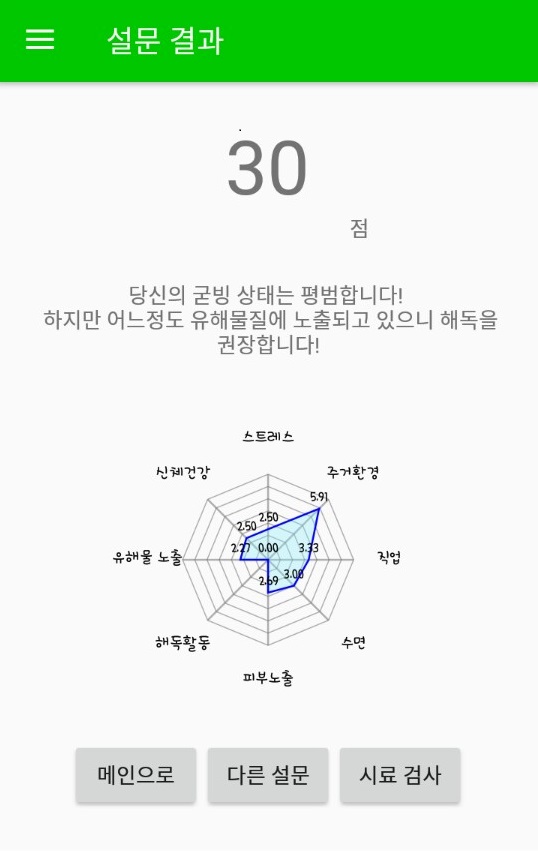 설문 결과
30
점
당신의 굳빙 상태는 평범합니다!
하지만 어느정도 유해물질에 노출되고 있으니 해독을
권장합니다!
스트레스
신체건강
주거환경
5.91
2.50
2.50
유해물 노출
2.27
0.00
3.33
직업
2.69
3.00
해독활동
수면
피부노출
메인으로
다른 설문
시료 검사